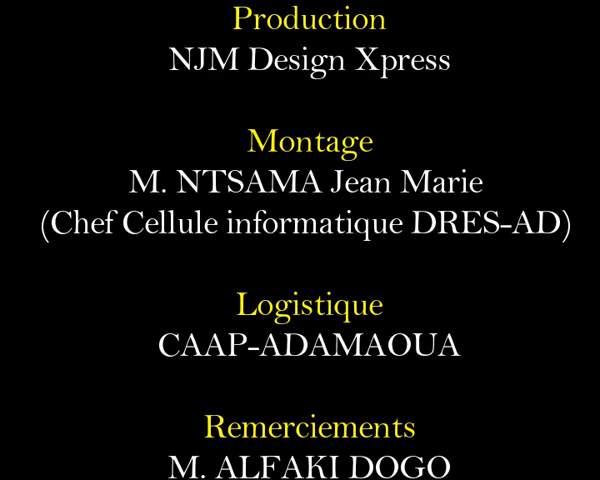 Production
NJM Design Xpress
Montage
M. NTSAMA Jean Marie
(Chef Cellule informatique DRES-AD)
Logistique
CAAP-ADAMAOUA
Remerciements
M. ALFAKI DOGO